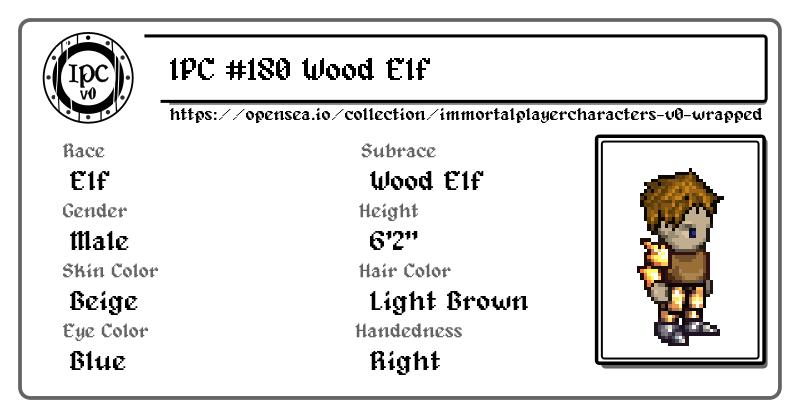 IPC
v0
IPC #180 Wood Elf
https://opensea.io/collection/immortalplayercharacters-v0-wrapped
Race
Subrace
Elf
Wood Elf
Gender
Height
Male
6'2"
Skin Color
Hair Color
Beige
Light Brown
Eye Color
Handedness
Blue
Right